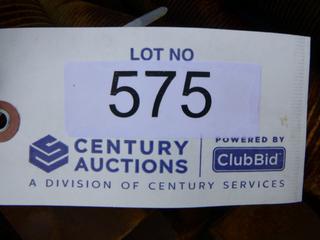 LOT NO
575
CENTURY AUCTIONS
POWERED BY
ClubBid
A DIVISION OF CENTURY SERVICES